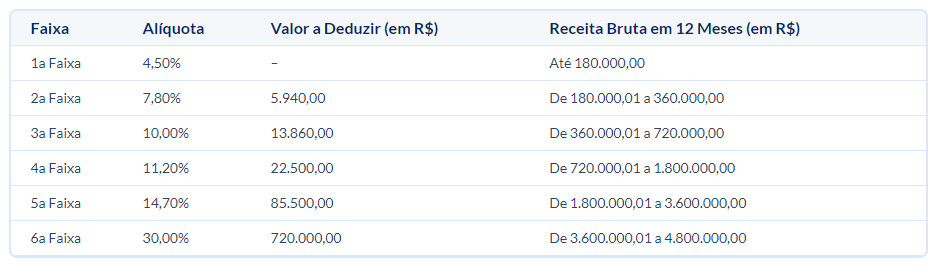 Faixa Alíquota Valor a Deduzir (em R$) Receita Bruta em 12 Meses (em R$)
1a Faixa 4,50% – Até 180.000,00
2a Faixa 7,80% 5.940,00 De 180.000,01 a 360.000,00
3a Faixa 10,00% 13.860,00 De 360.000,01 a 720.000,00
4a Faixa 11,20% 22.500,00 De 720.000,01 a 1.800.000,00
5a Faixa 14,70% 85.500,00 De 1.800.000,01 a 3.600.000,00
6a Faixa 30,00% 720.000,00 De 3.600.000,01 a 4.800.000,00